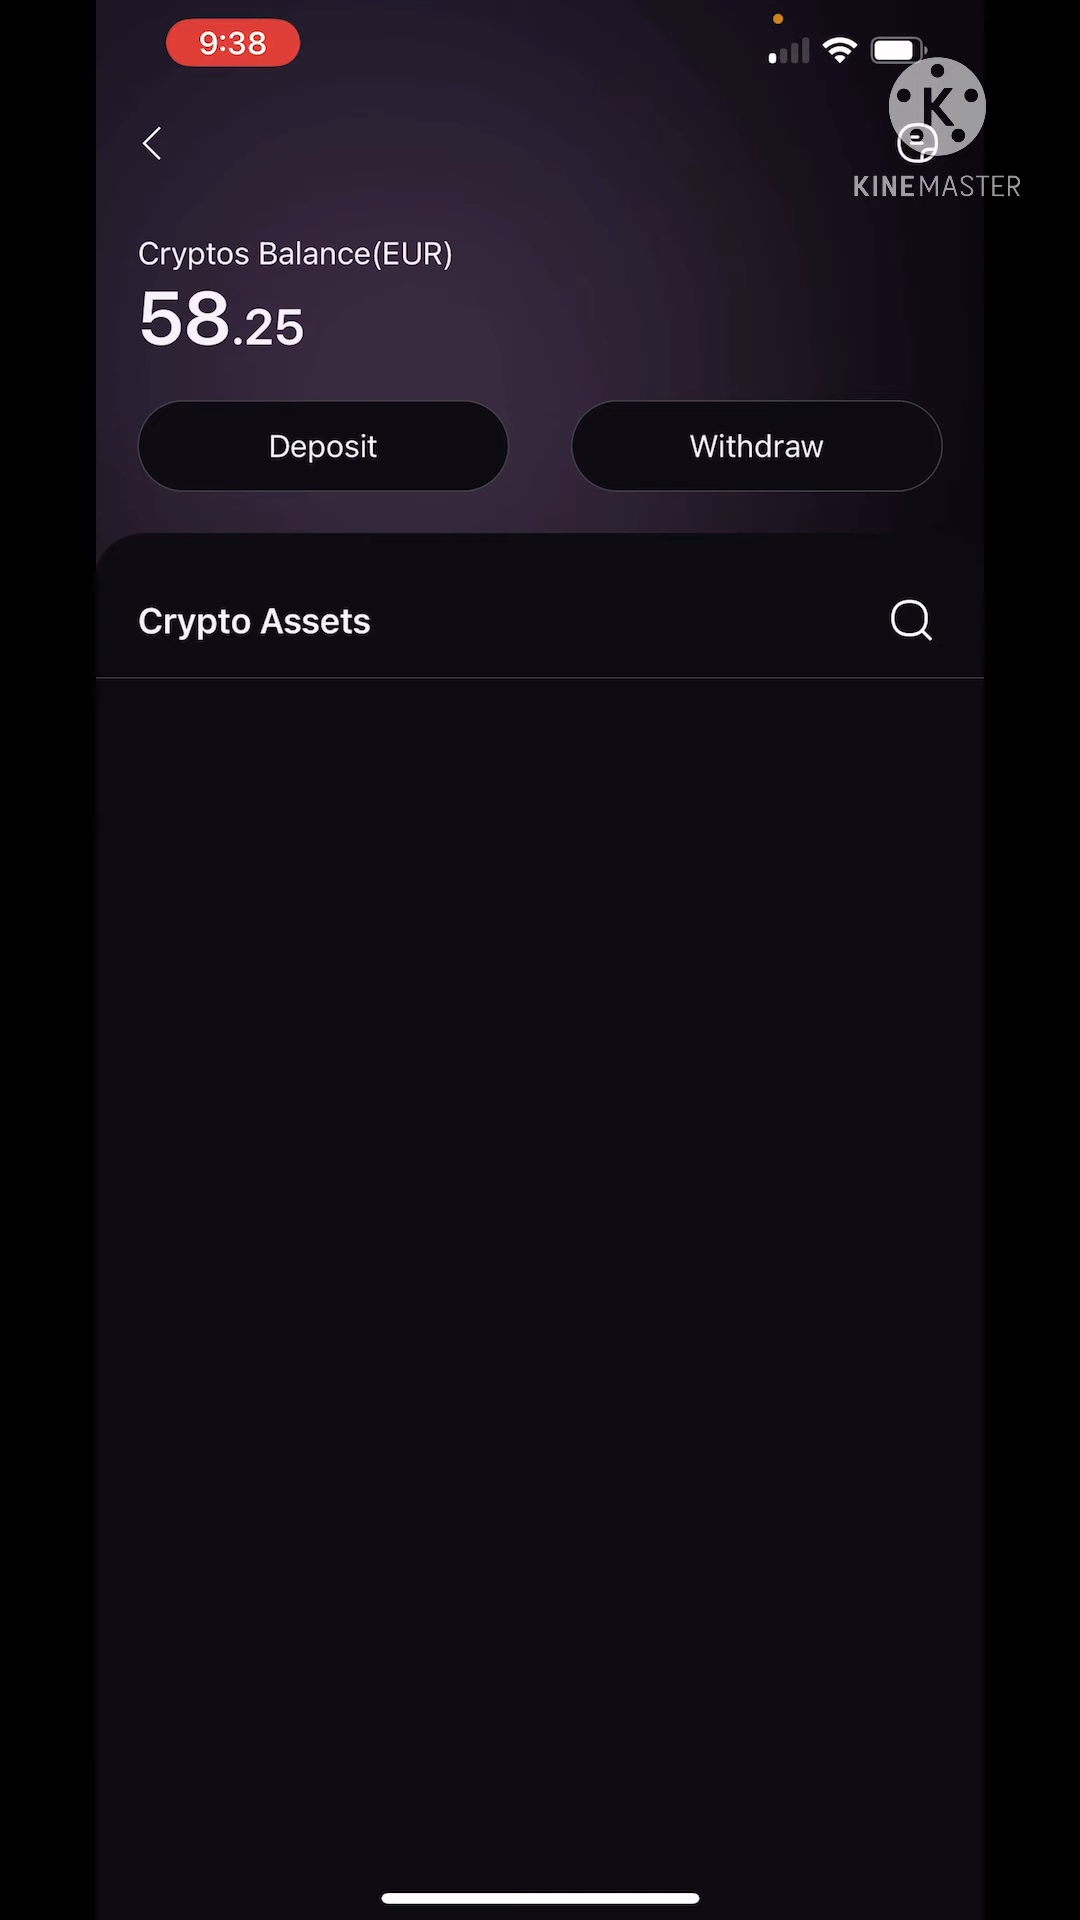 9:38
K
KINEMASTER
Cryptos Balance(EUR)
58.25
Deposit
Withdraw
Crypto Assets